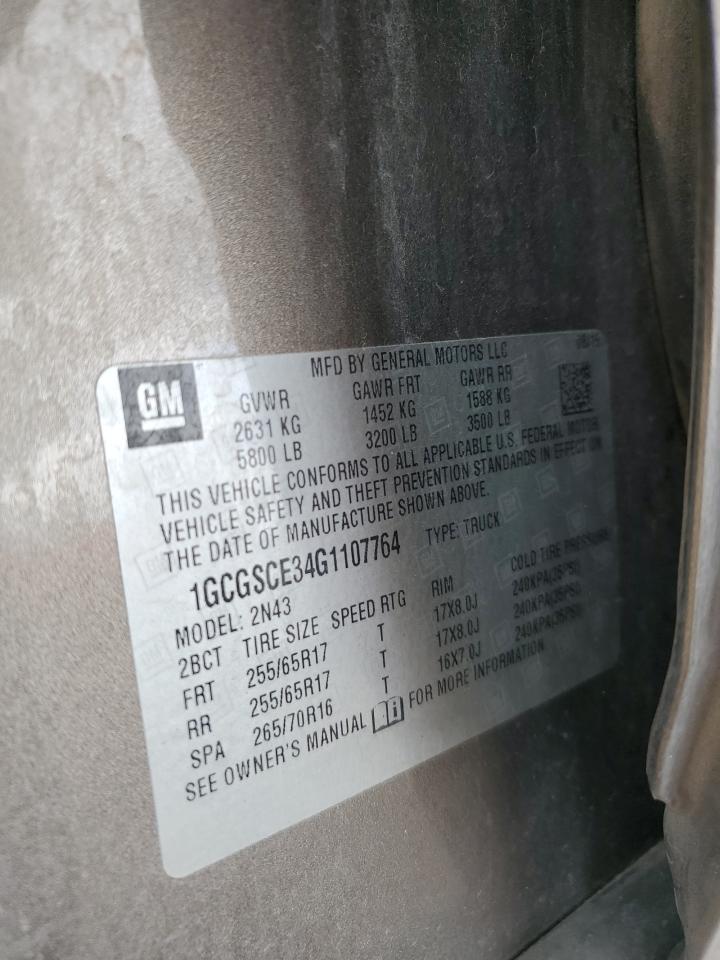 GM
MFD BY GENERAL MOTORS LLC
GVWR GAWR FRT GAWR RR
2631 KG 1452 KG 1588 KG
5800 LB 3200 LB 3500 LB
THIS VEHICLE CONFORMS TO ALL APPLICABLE U.S. FEDERAL MOTOR
VEHICLE SAFETY AND THEFT PREVENTION STANDARDS IN EFFECT ON
THE DATE OF MANUFACTURE SHOWN ABOVE.
1GCGSCE34G1107764 TYPE: TRUCK
MODEL: 2N43
2BCT TIRE SIZE SPEED RTG RIM COLD TIRE PRESSURE
FRT 255/65R17 T 17X8.0J 240KPA(35PSI)
RR 255/65R17 T 17X8.0J 240KPA(35PSI)
SPA 265/70R16 T 16X7.0J 240KPA(35PSI)
SEE OWNER'S MANUAL FOR MORE INFORMATION